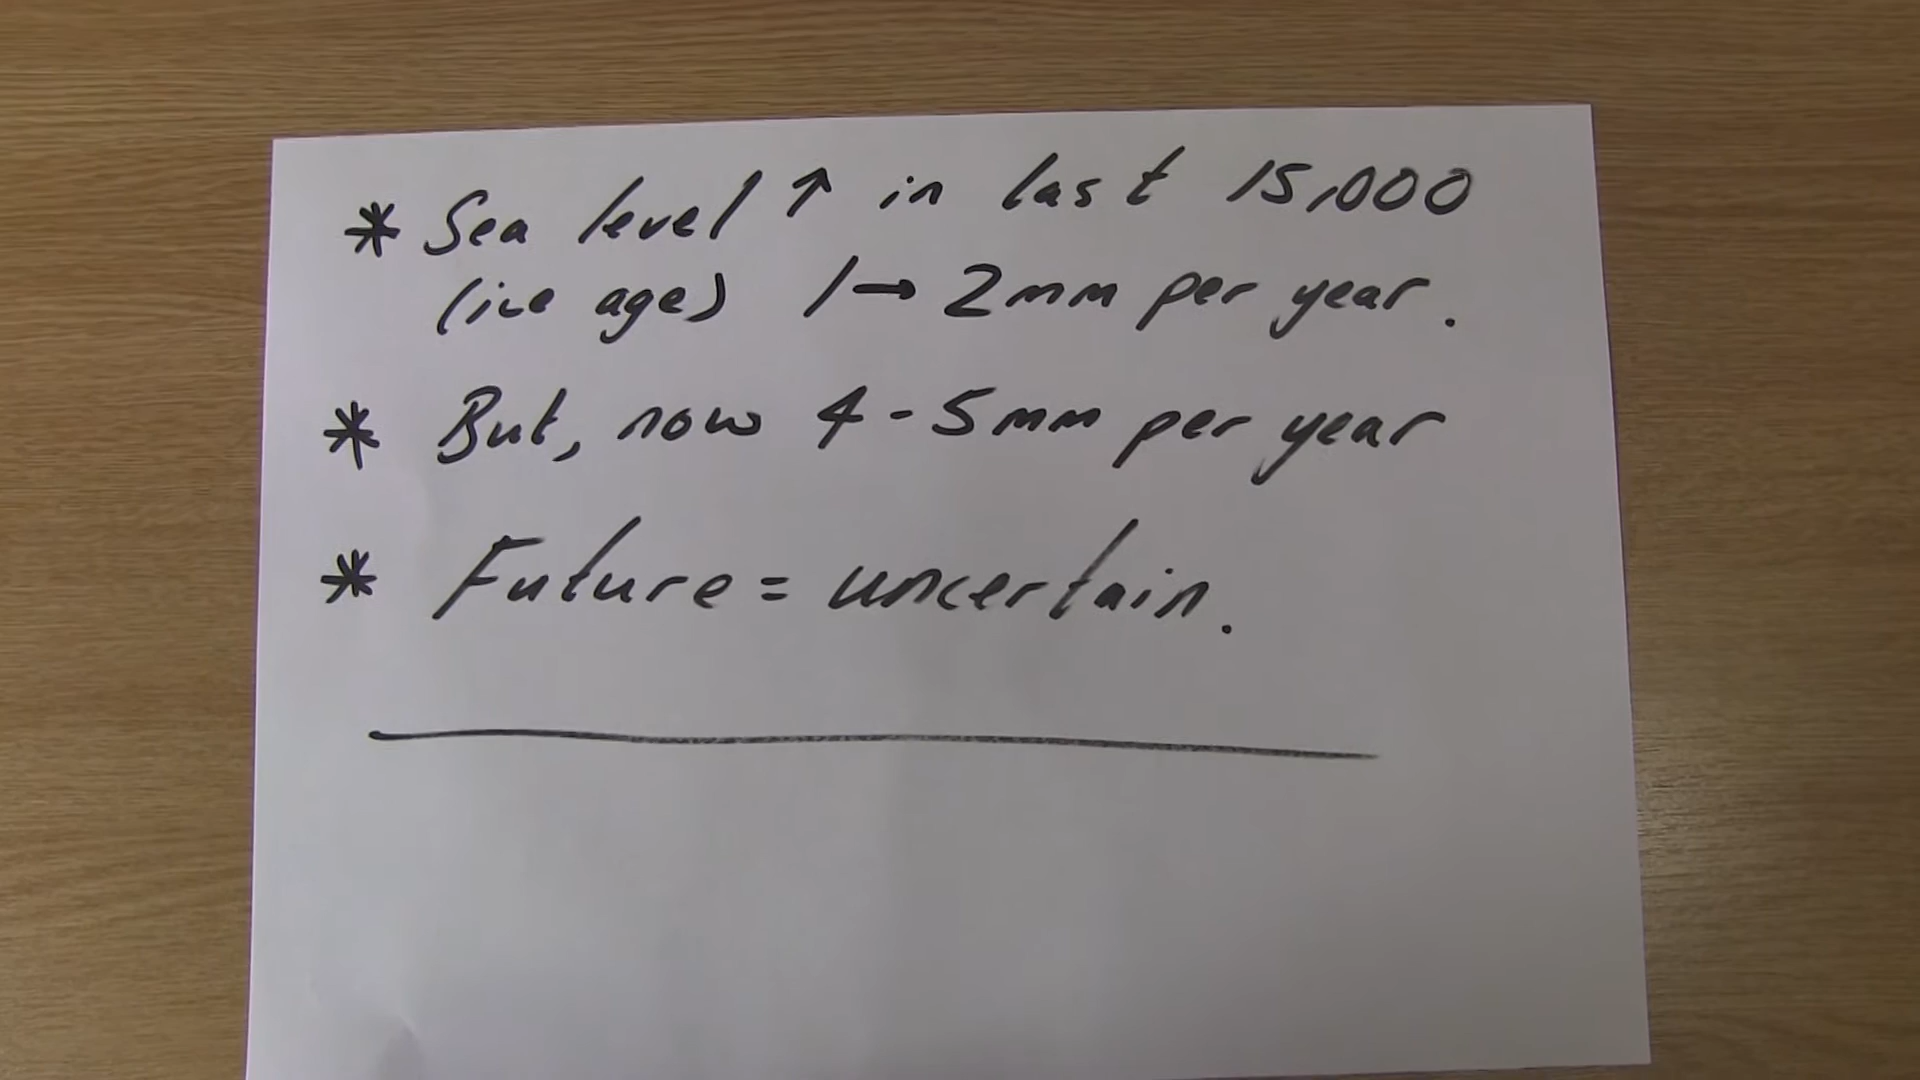 * Sea level ↑ in last 15,000
(ice age) 1 → 2mm per year.
* But, now 4-5mm per year
* Future = uncertain.